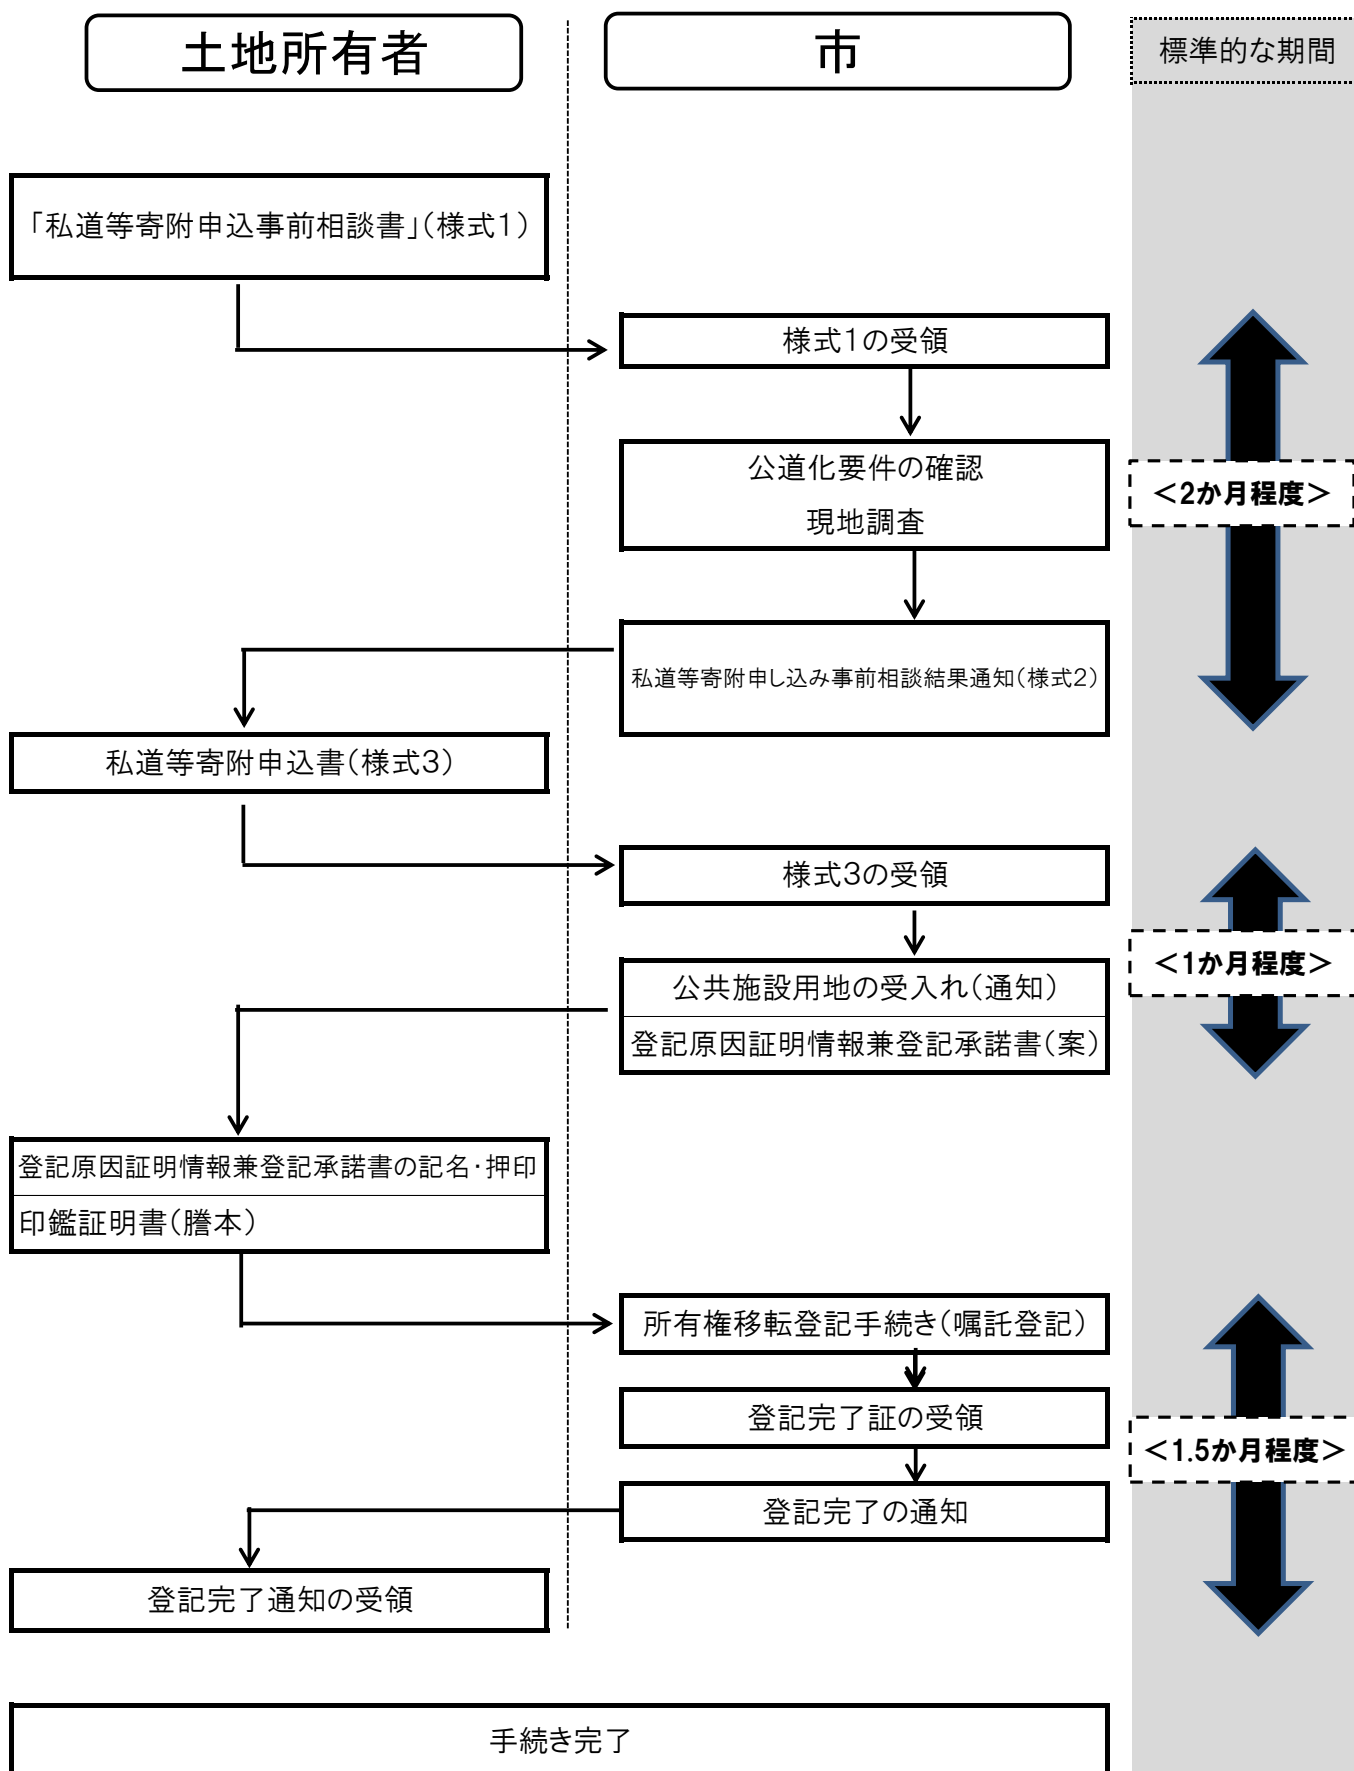 土地所有者
市
標準的な期間
「私道等寄附申込事前相談書」（様式1）
様式1の受領
公道化要件の確認
現地調査
＜2か月程度＞
私道等寄附申し込み事前相談結果通知（様式2）
私道等寄附申込書（様式3）
様式3の受領
公共施設用地の受入れ（通知）
登記原因証明情報兼登記承諾書（案）
＜1か月程度＞
登記原因証明情報兼登記承諾書の記名・押印
印鑑証明書（謄本）
所有権移転登記手続き（嘱託登記）
登記完了証の受領
＜1.5か月程度＞
登記完了の通知
登記完了通知の受領
手続き完了